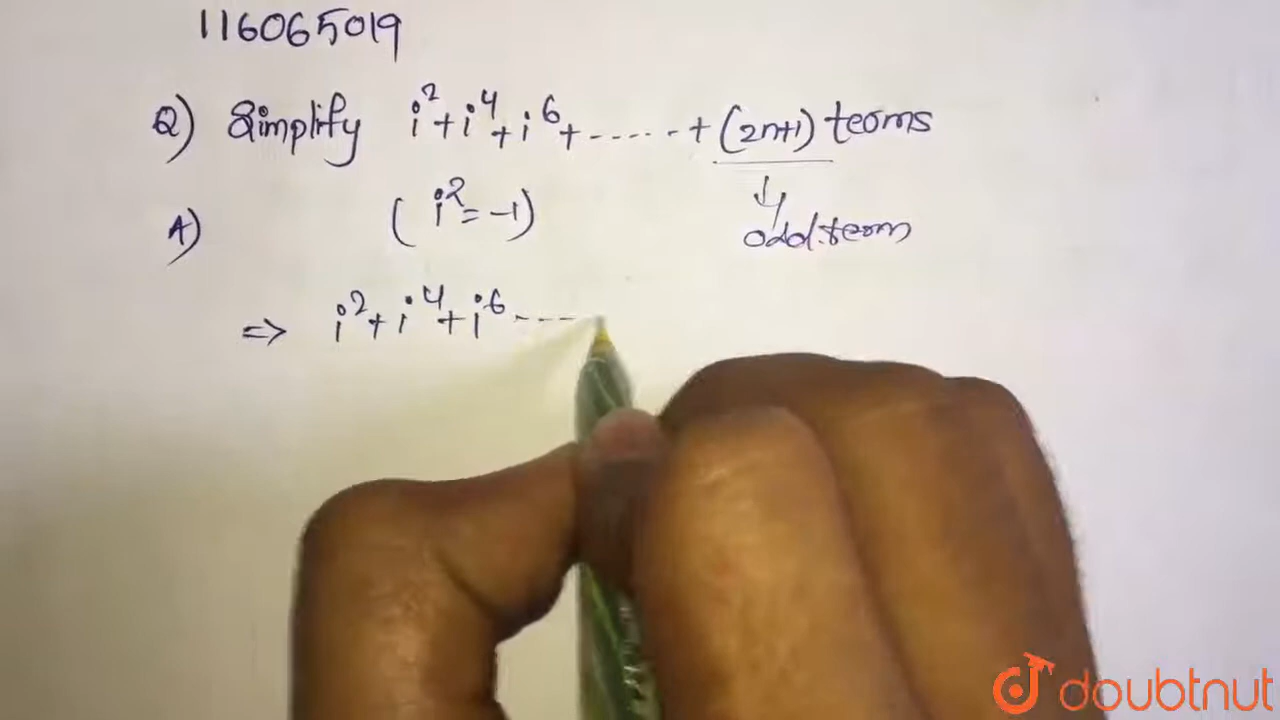 116065019
Q) Simplify i² + i⁴ + i⁶ + ...... + (2n+1) terms
A) (i² = -1) ↓ odd.term
=> i² + i⁴ + i⁶ -----
doubtnut